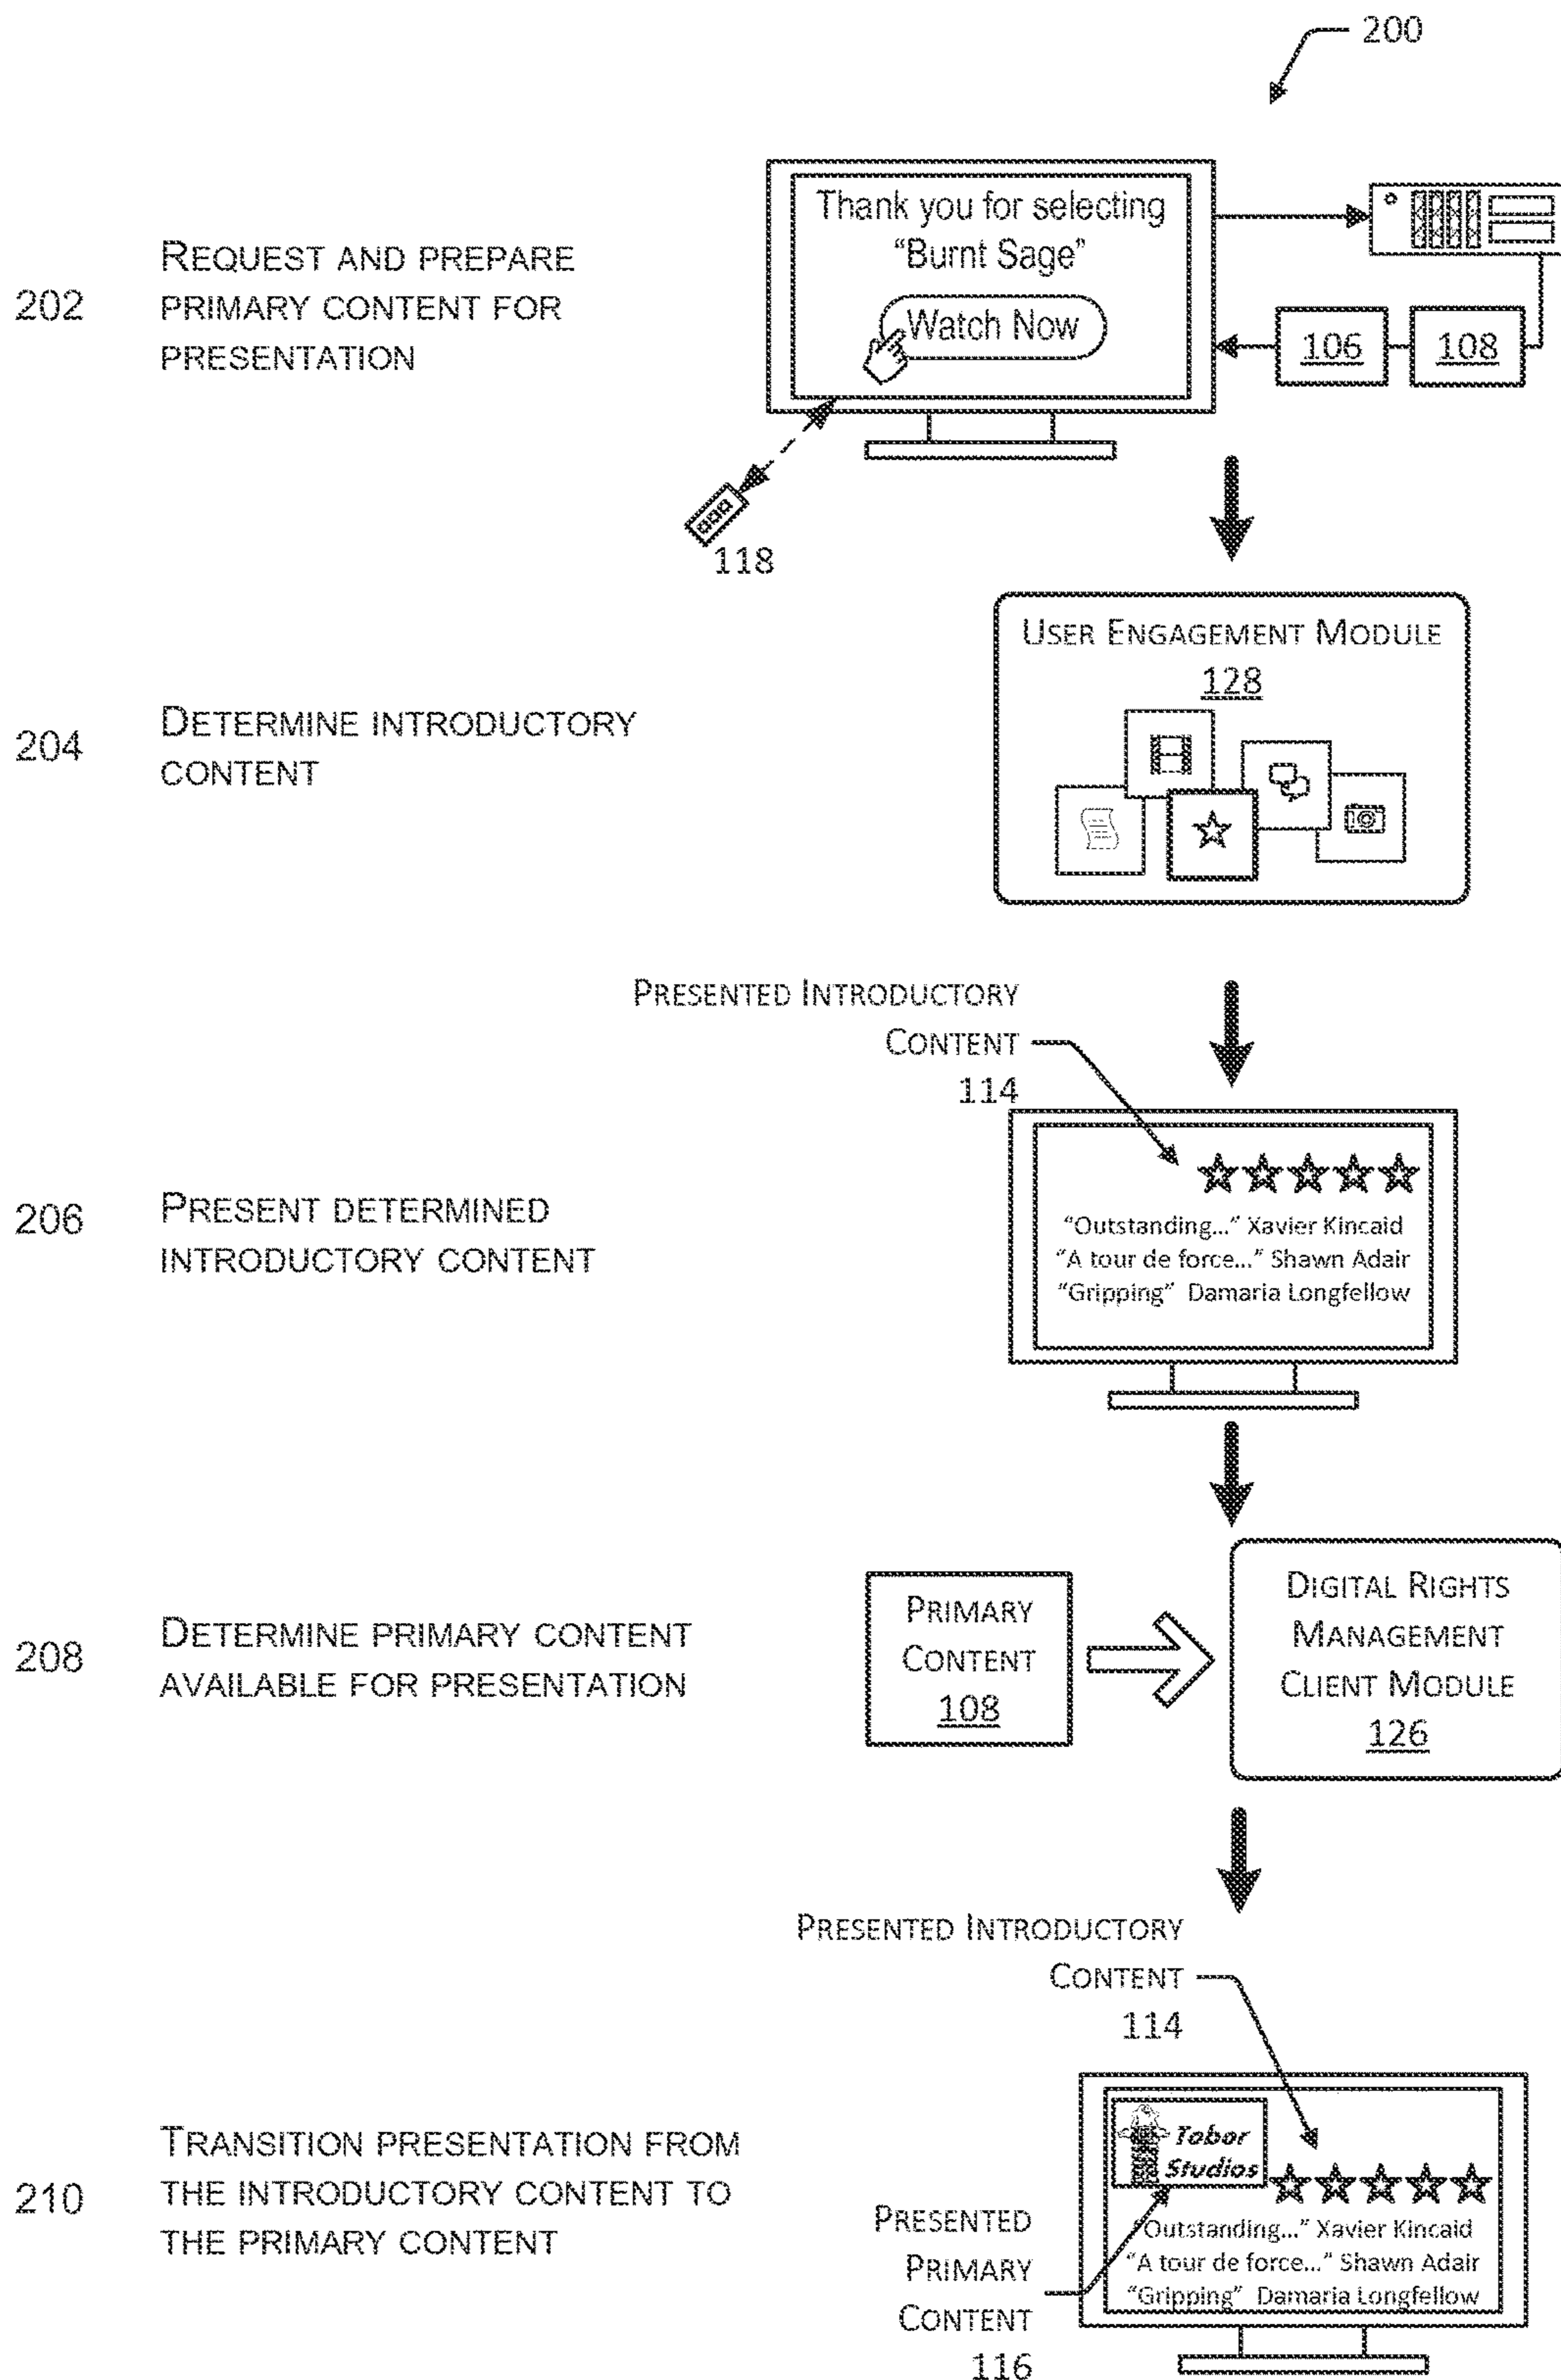 200
202
REQUEST AND PREPARE
PRIMARY CONTENT FOR
PRESENTATION
Thank you for selecting
"Burnt Sage"
Watch Now
106
108
118
204
DETERMINE INTRODUCTORY
CONTENT
USER ENGAGEMENT MODULE
128
PRESENTED INTRODUCTORY
CONTENT
114
206
PRESENT DETERMINED
INTRODUCTORY CONTENT
"Outstanding..." Xavier Kincaid
"A tour de force..." Shawn Adair
"Gripping" Damaria Longfellow
208
DETERMINE PRIMARY CONTENT
AVAILABLE FOR PRESENTATION
PRIMARY
CONTENT
108
DIGITAL RIGHTS
MANAGEMENT
CLIENT MODULE
126
PRESENTED INTRODUCTORY
CONTENT
114
210
TRANSITION PRESENTATION FROM
THE INTRODUCTORY CONTENT TO
THE PRIMARY CONTENT
Tabor
Studios
"Outstanding..." Xavier Kincaid
"A tour de force..." Shawn Adair
"Gripping" Damaria Longfellow
PRESENTED
PRIMARY
CONTENT
116